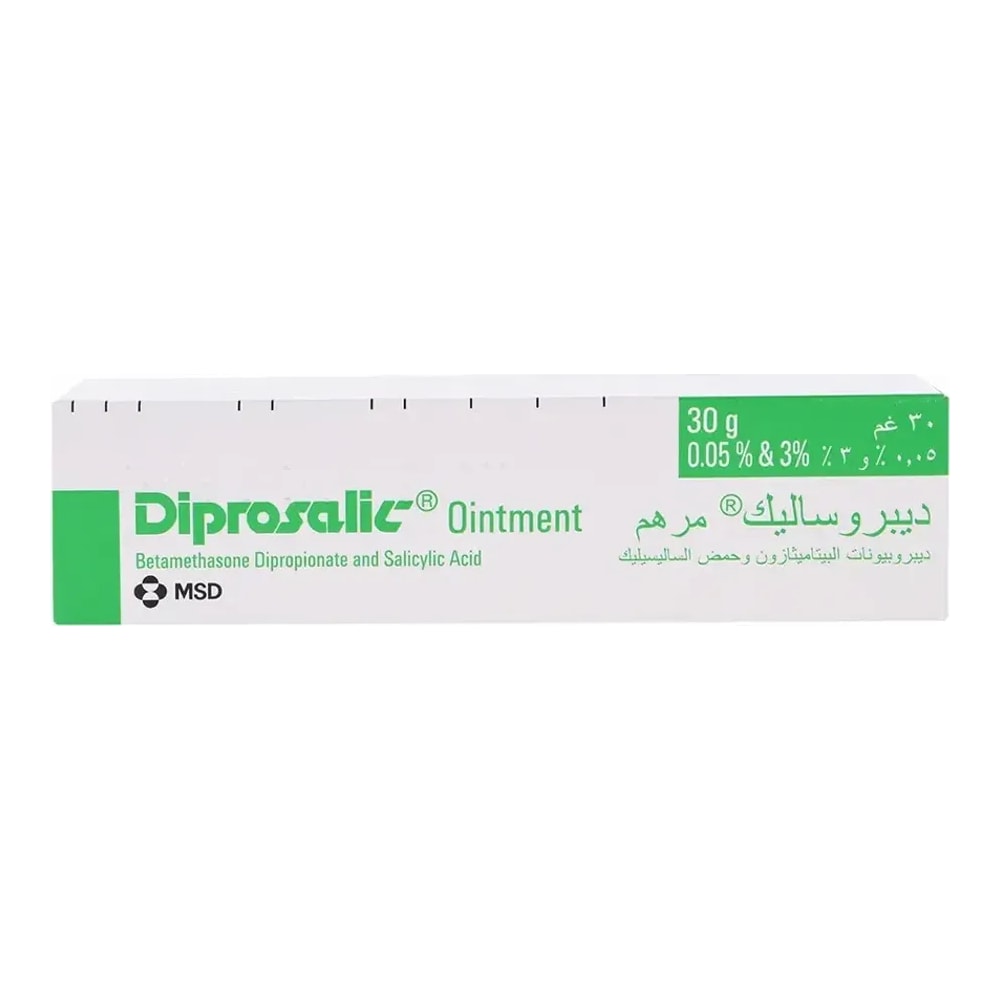 30 g
٣٠ غم
0.05 % & 3%
٠,٠٥ ٪ و ٣ ٪
Diprosalic® Ointment
ديبروساليك® مرهم
Betamethasone Dipropionate and Salicylic Acid
ديبروبيونات البيتاميثازون وحمض الساليسيليك
MSD